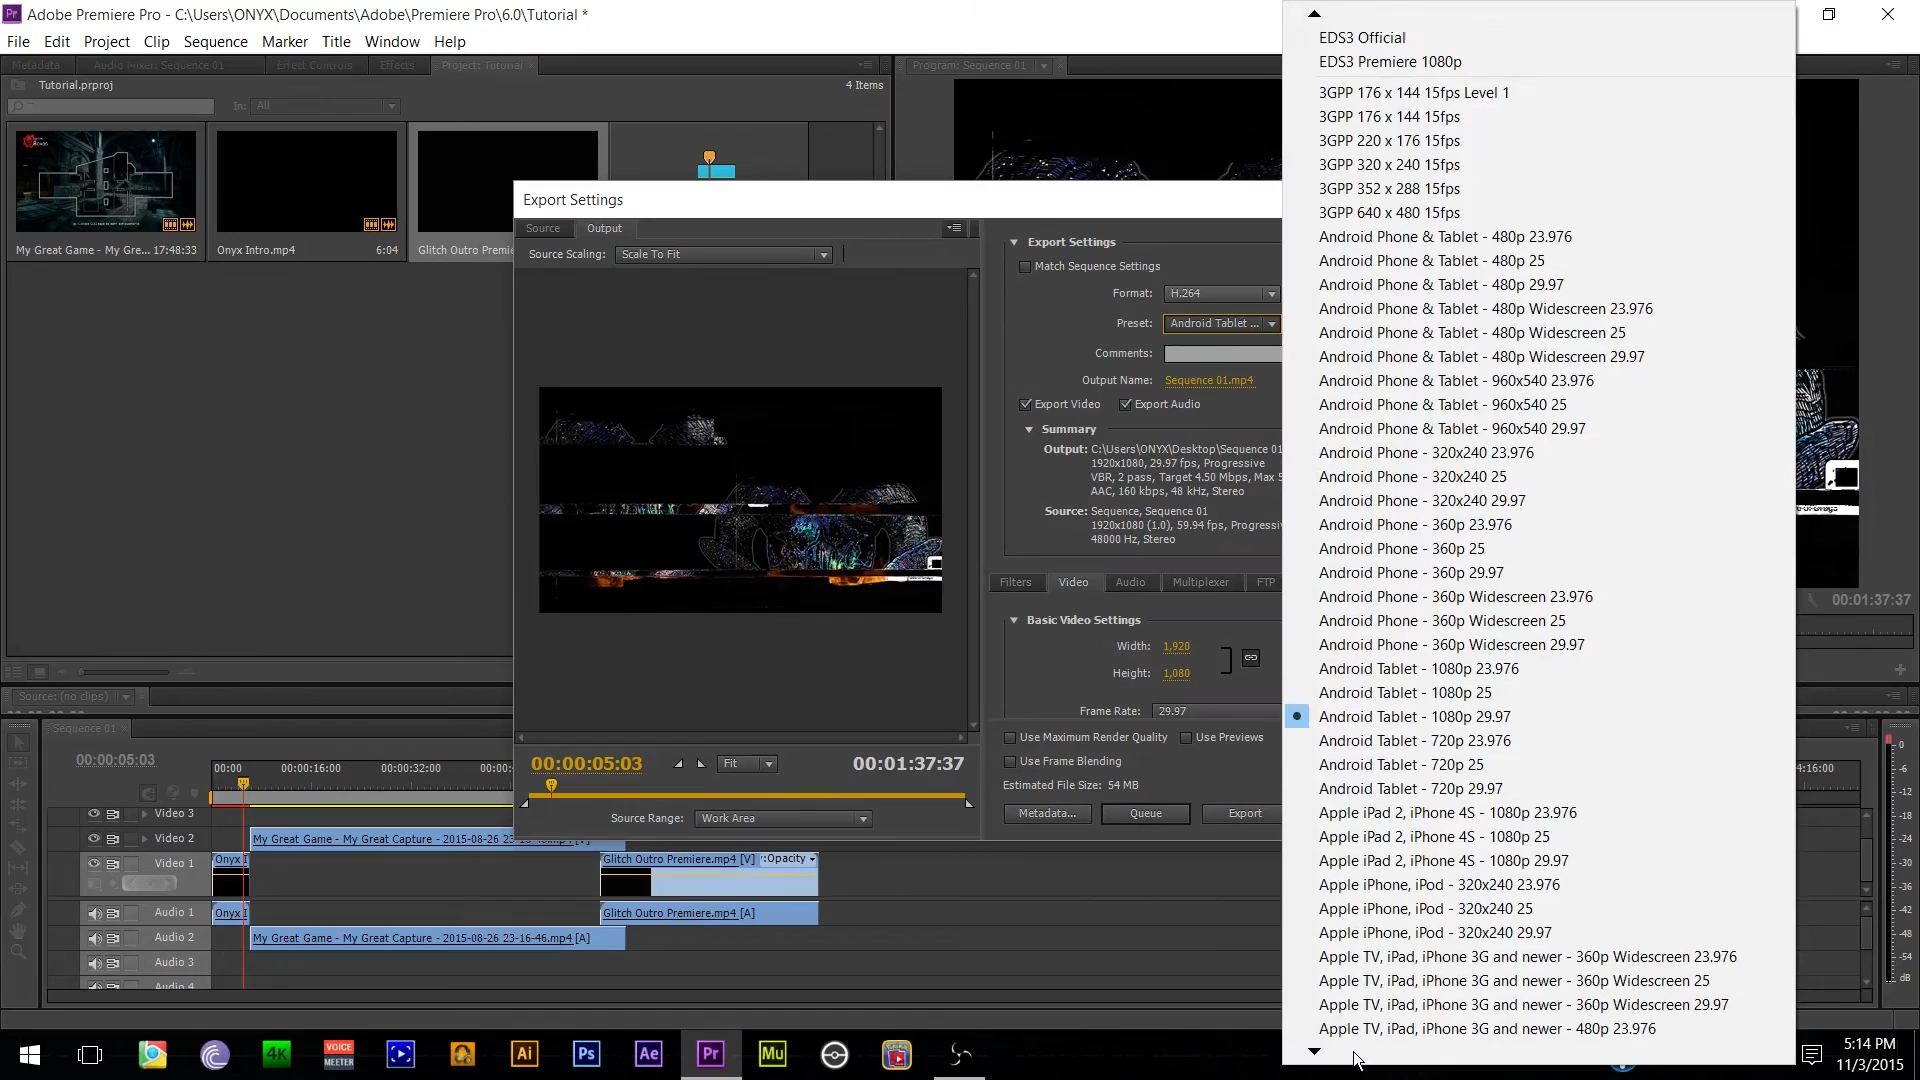 Adobe Premiere Pro - C:\Users\ONYX\Documents\Adobe\Premiere Pro\6.0\Tutorial *
File Edit Project Clip Sequence Marker Title Window Help
Metadata Audio Mixer: Sequence 01 Effect Controls Effects Project: Tutorial
Program: Sequence 01
Tutorial.prproj 4 Items
In: All
My Great Game - My Gre... 17:48:33
Onyx Intro.mp4 6:04
Glitch Outro Premie
Export Settings
Source Output
Source Scaling: Scale To Fit
00:00:05:03 Fit 00:01:37:37
Source Range: Work Area
Export Settings
Match Sequence Settings
Format: H.264
Preset: Android Tablet ...
Comments:
Output Name: Sequence 01.mp4
Export Video Export Audio
Summary
Output: C:\Users\ONYX\Desktop\Sequence 01
1920x1080, 29.97 fps, Progressive
VBR, 2 pass, Target 4.50 Mbps, Max 5
AAC, 160 kbps, 48 kHz, Stereo
Source: Sequence, Sequence 01
1920x1080 (1.0), 59.94 fps, Progressi
48000 Hz, Stereo
Filters Video Audio Multiplexer FTP
Basic Video Settings
Width: 1,920
Height: 1,080
Frame Rate: 29.97
Use Maximum Render Quality Use Previews
Use Frame Blending
Estimated File Size: 54 MB
Metadata... Queue Export
EDS3 Official
EDS3 Premiere 1080p
3GPP 176 x 144 15fps Level 1
3GPP 176 x 144 15fps
3GPP 220 x 176 15fps
3GPP 320 x 240 15fps
3GPP 352 x 288 15fps
3GPP 640 x 480 15fps
Android Phone & Tablet - 480p 23.976
Android Phone & Tablet - 480p 25
Android Phone & Tablet - 480p 29.97
Android Phone & Tablet - 480p Widescreen 23.976
Android Phone & Tablet - 480p Widescreen 25
Android Phone & Tablet - 480p Widescreen 29.97
Android Phone & Tablet - 960x540 23.976
Android Phone & Tablet - 960x540 25
Android Phone & Tablet - 960x540 29.97
Android Phone - 320x240 23.976
Android Phone - 320x240 25
Android Phone - 320x240 29.97
Android Phone - 360p 23.976
Android Phone - 360p 25
Android Phone - 360p 29.97
Android Phone - 360p Widescreen 23.976
Android Phone - 360p Widescreen 25
Android Phone - 360p Widescreen 29.97
Android Tablet - 1080p 23.976
Android Tablet - 1080p 25
Android Tablet - 1080p 29.97
Android Tablet - 720p 23.976
Android Tablet - 720p 25
Android Tablet - 720p 29.97
Apple iPad 2, iPhone 4S - 1080p 23.976
Apple iPad 2, iPhone 4S - 1080p 25
Apple iPad 2, iPhone 4S - 1080p 29.97
Apple iPhone, iPod - 320x240 23.976
Apple iPhone, iPod - 320x240 25
Apple iPhone, iPod - 320x240 29.97
Apple TV, iPad, iPhone 3G and newer - 360p Widescreen 23.976
Apple TV, iPad, iPhone 3G and newer - 360p Widescreen 25
Apple TV, iPad, iPhone 3G and newer - 360p Widescreen 29.97
Apple TV, iPad, iPhone 3G and newer - 480p 23.976
00:01:37:37
Source: (no clips)
Sequence 01
00:00:05:03
00:00 00:00:16:00 00:00:32:00 00:00:
4:16:00
Video 3
Video 2 My Great Game - My Great Capture - 2015-08-26 23-16-46.mp4 [V]
Video 1 Onyx I Glitch Outro Premiere.mp4 [V] :Opacity
Audio 1 Onyx I Glitch Outro Premiere.mp4 [A]
Audio 2 My Great Game - My Great Capture - 2015-08-26 23-16-46.mp4 [A]
Audio 3
Audio 4
0
-6
-12
-18
-24
-30
-36
-42
-48
-54
dB
4K VOICE MEETER Ai Ps Ae Pr Mu
5:14 PM
11/3/2015